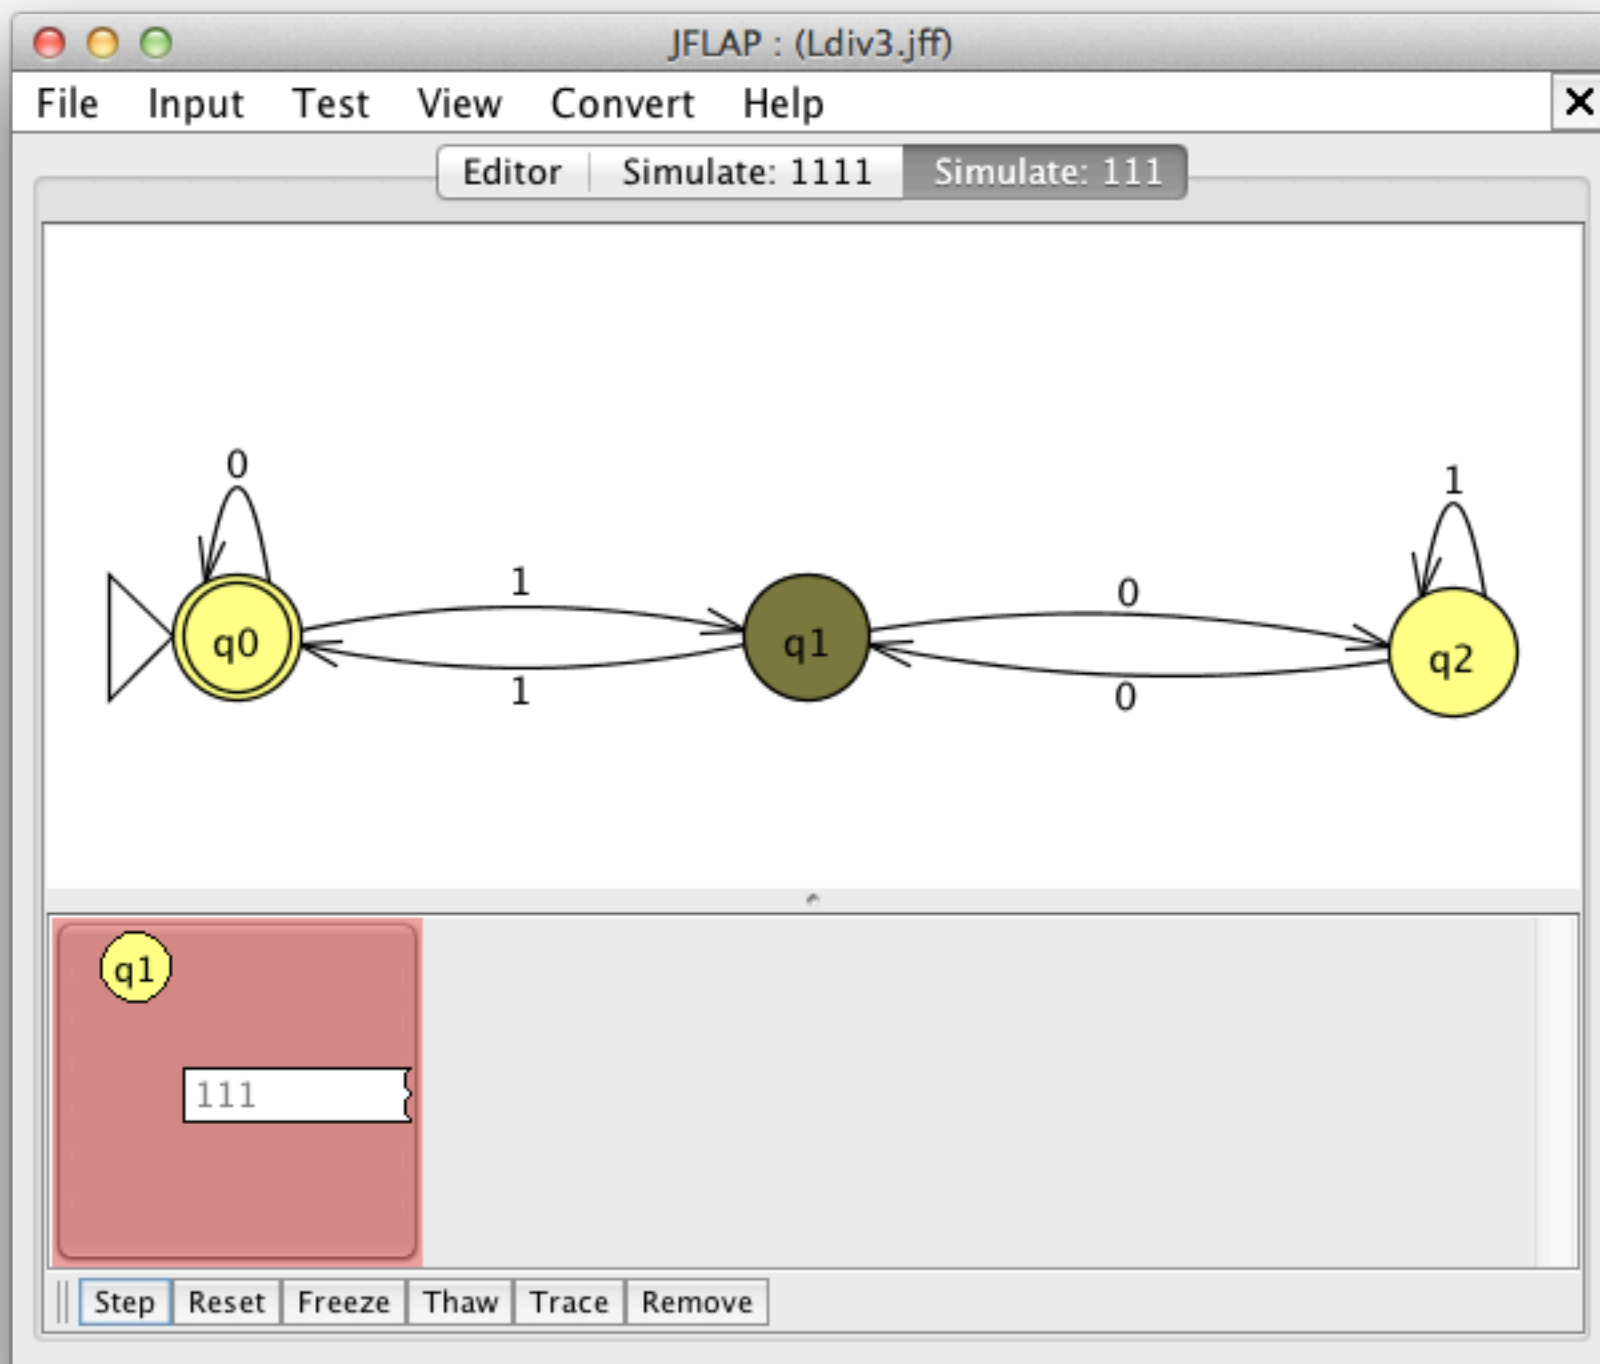 JFLAP : (Ldiv3.jff)
File Input Test View Convert Help
Editor Simulate: 1111 Simulate: 111
0
1
1
0
q0 q1 q2
1
0
q1
111
Step Reset Freeze Thaw Trace Remove